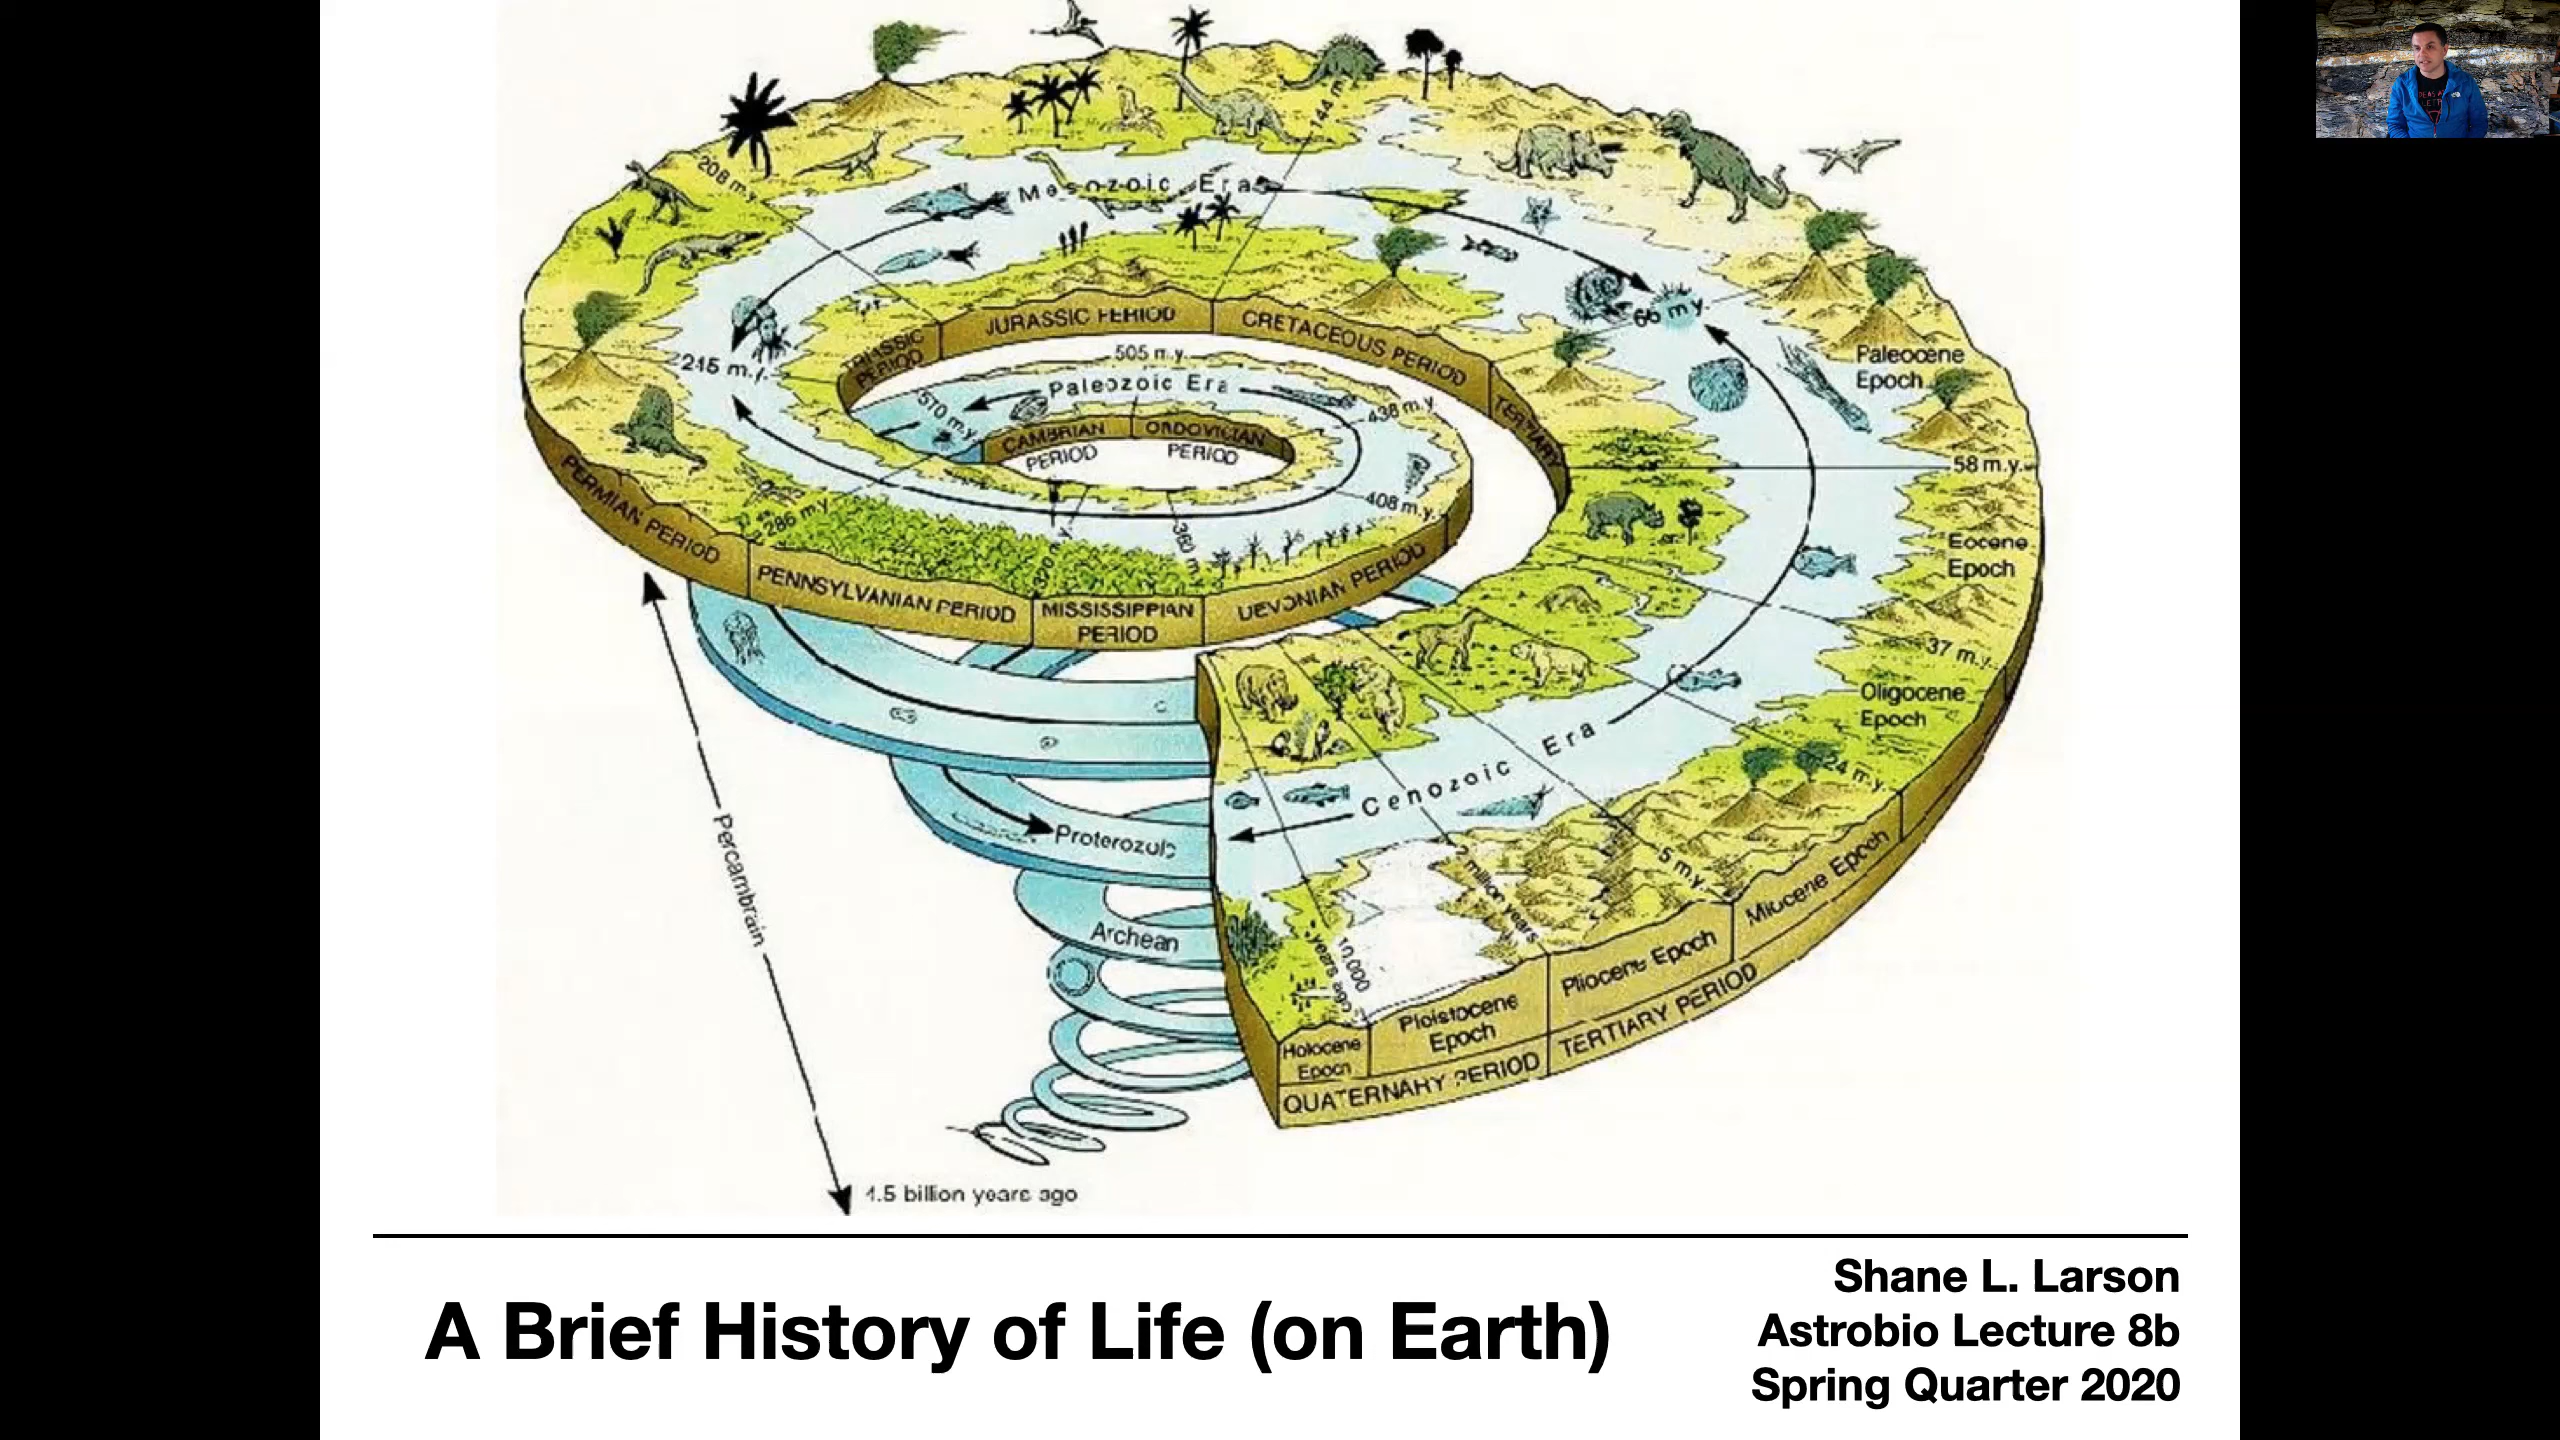 144 m.
208 m.y.
Mesozoic Era
66 m.y.
JURASSIC PERIOD
CRETACEOUS PERIOD
TRIASSIC
PERIOD
TERTIARY
505 m.y.
215 m.y.
Paleozoic Era
570 m.y.
438 m.y.
CAMBRIAN
PERIOD
ORDOVICIAN
PERIOD
Paleocene
Epoch
58 m.y.
408 m.y.
286 m.y.
360 m
PERMIAN PERIOD
PENNSYLVANIAN PERIOD
MISSISSIPPIAN
PERIOD
DEVONIAN PERIOD
Eocene
Epoch
37 m.y.
Oligocene
Epoch
Cenozoic Era
24 m.y.
Percambrain
Proterozoic
Archean
5 m.y.
2 million years
10,000
years ago
Miocene Epoch
Pliocene Epoch
Ploistocene
Epoch
Holocene
Epoch
TERTIARY PERIOD
QUATERNARY PERIOD
1.5 billion years ago
A Brief History of Life (on Earth)
Shane L. Larson
Astrobio Lecture 8b
Spring Quarter 2020